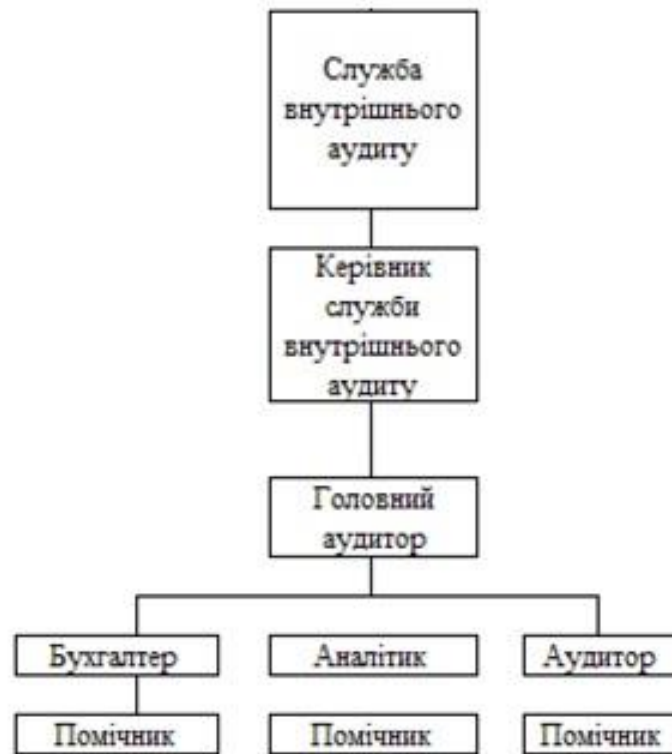 Служба
внутрішнього
аудиту
Керівник
служби
внутрішнього
аудиту
Головний
аудитор
Бухгалтер
Аналітик
Аудитор
Помічник
Помічник
Помічник